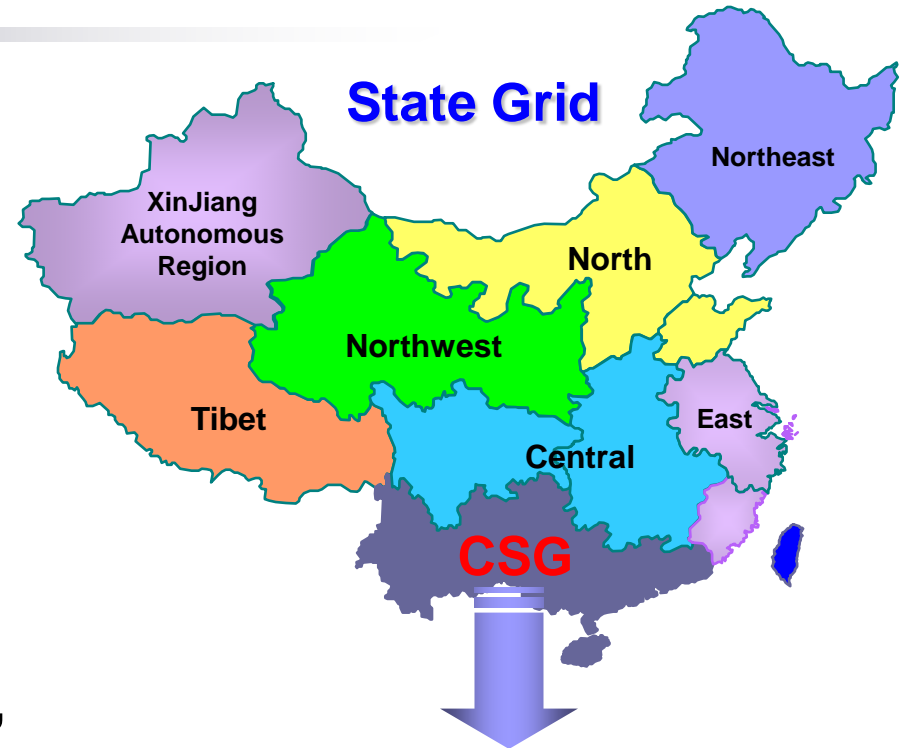 State Grid
Northeast
XinJiang
Autonomous
Region
North
Northwest
Tibet
East
Central
CSG